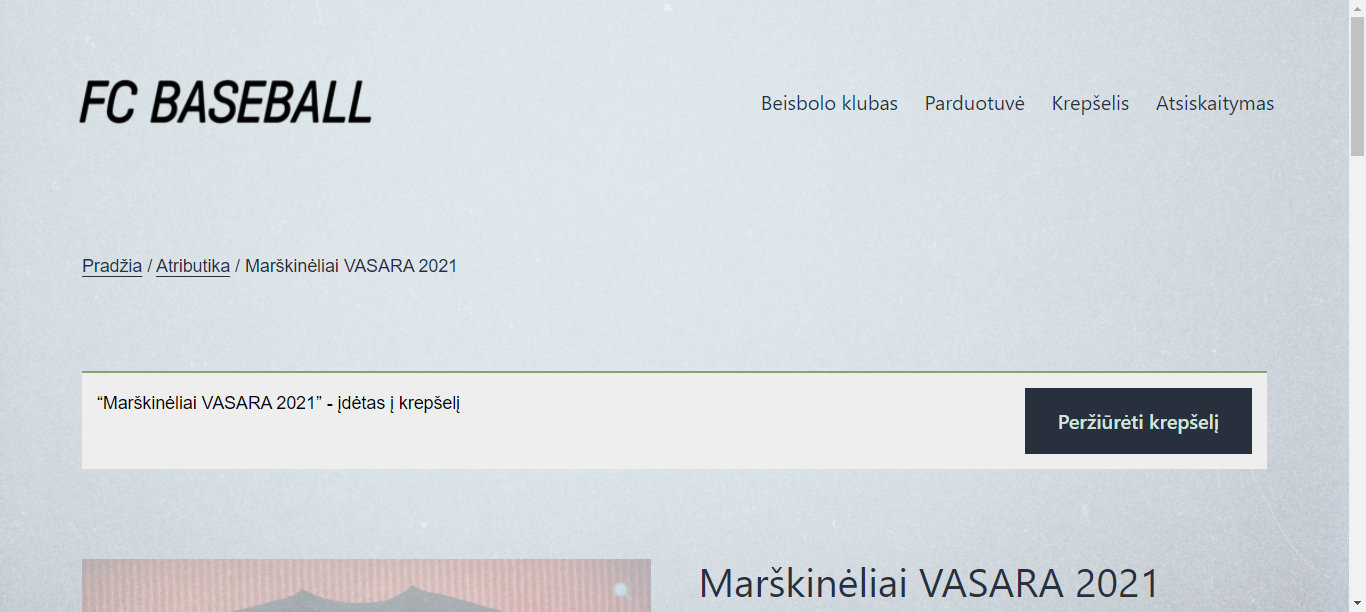 FC BASEBALL
Beisbolo klubas Parduotuvė Krepšelis Atsiskaitymas
Pradžia / Atributika / Marškinėliai VASARA 2021
“Marškinėliai VASARA 2021” - įdėtas į krepšelį
Peržiūrėti krepšelį
Marškinėliai VASARA 2021